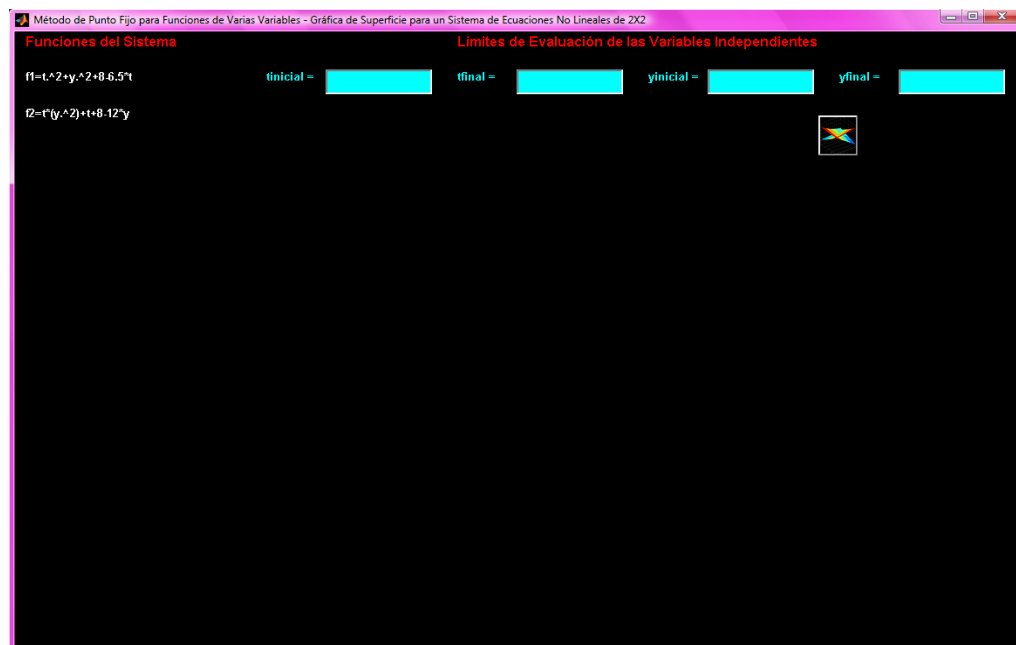 Método de Punto Fijo para Funciones de Varias Variables - Gráfica de Superficie para un Sistema de Ecuaciones No Lineales de 2X2
Funciones del Sistema
Límites de Evaluación de las Variables Independientes
f1=t.^2+y.^2+8-6.5*t
tinicial =
tfinal =
yinicial =
yfinal =
f2=t*(y.^2)+t+8-12*y